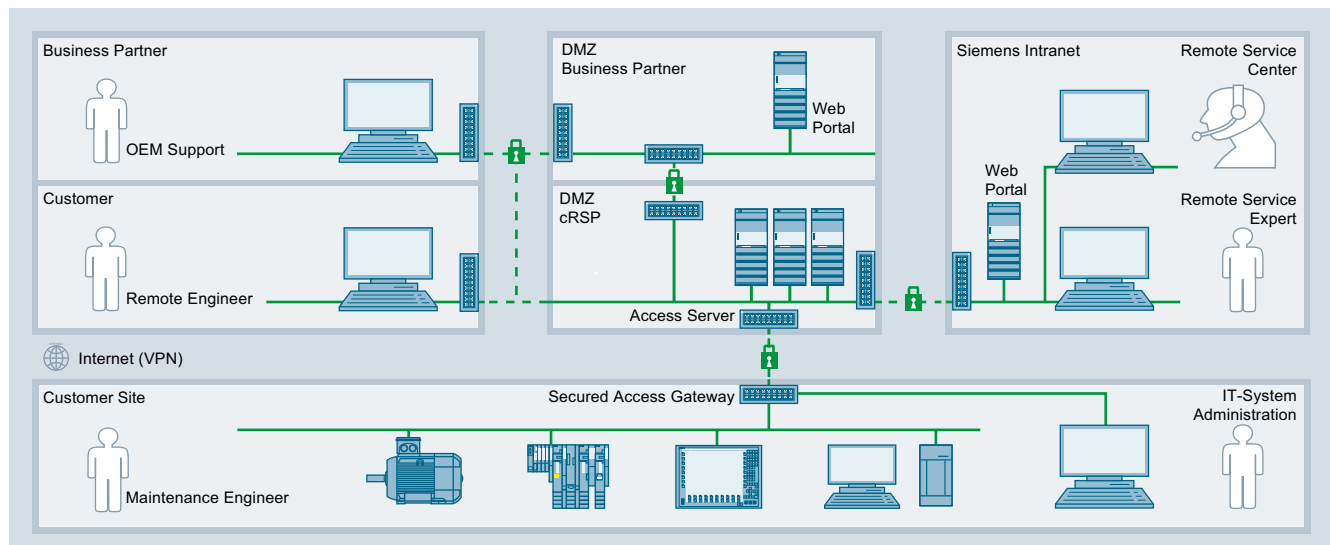 Business Partner
OEM Support
DMZ
Business Partner
Web
Portal
Siemens Intranet
Remote Service
Center
Customer
Remote Engineer
DMZ
cRSP
Access Server
Web
Portal
Remote Service
Expert
Internet (VPN)
Customer Site
Maintenance Engineer
Secured Access Gateway
IT-System
Administration